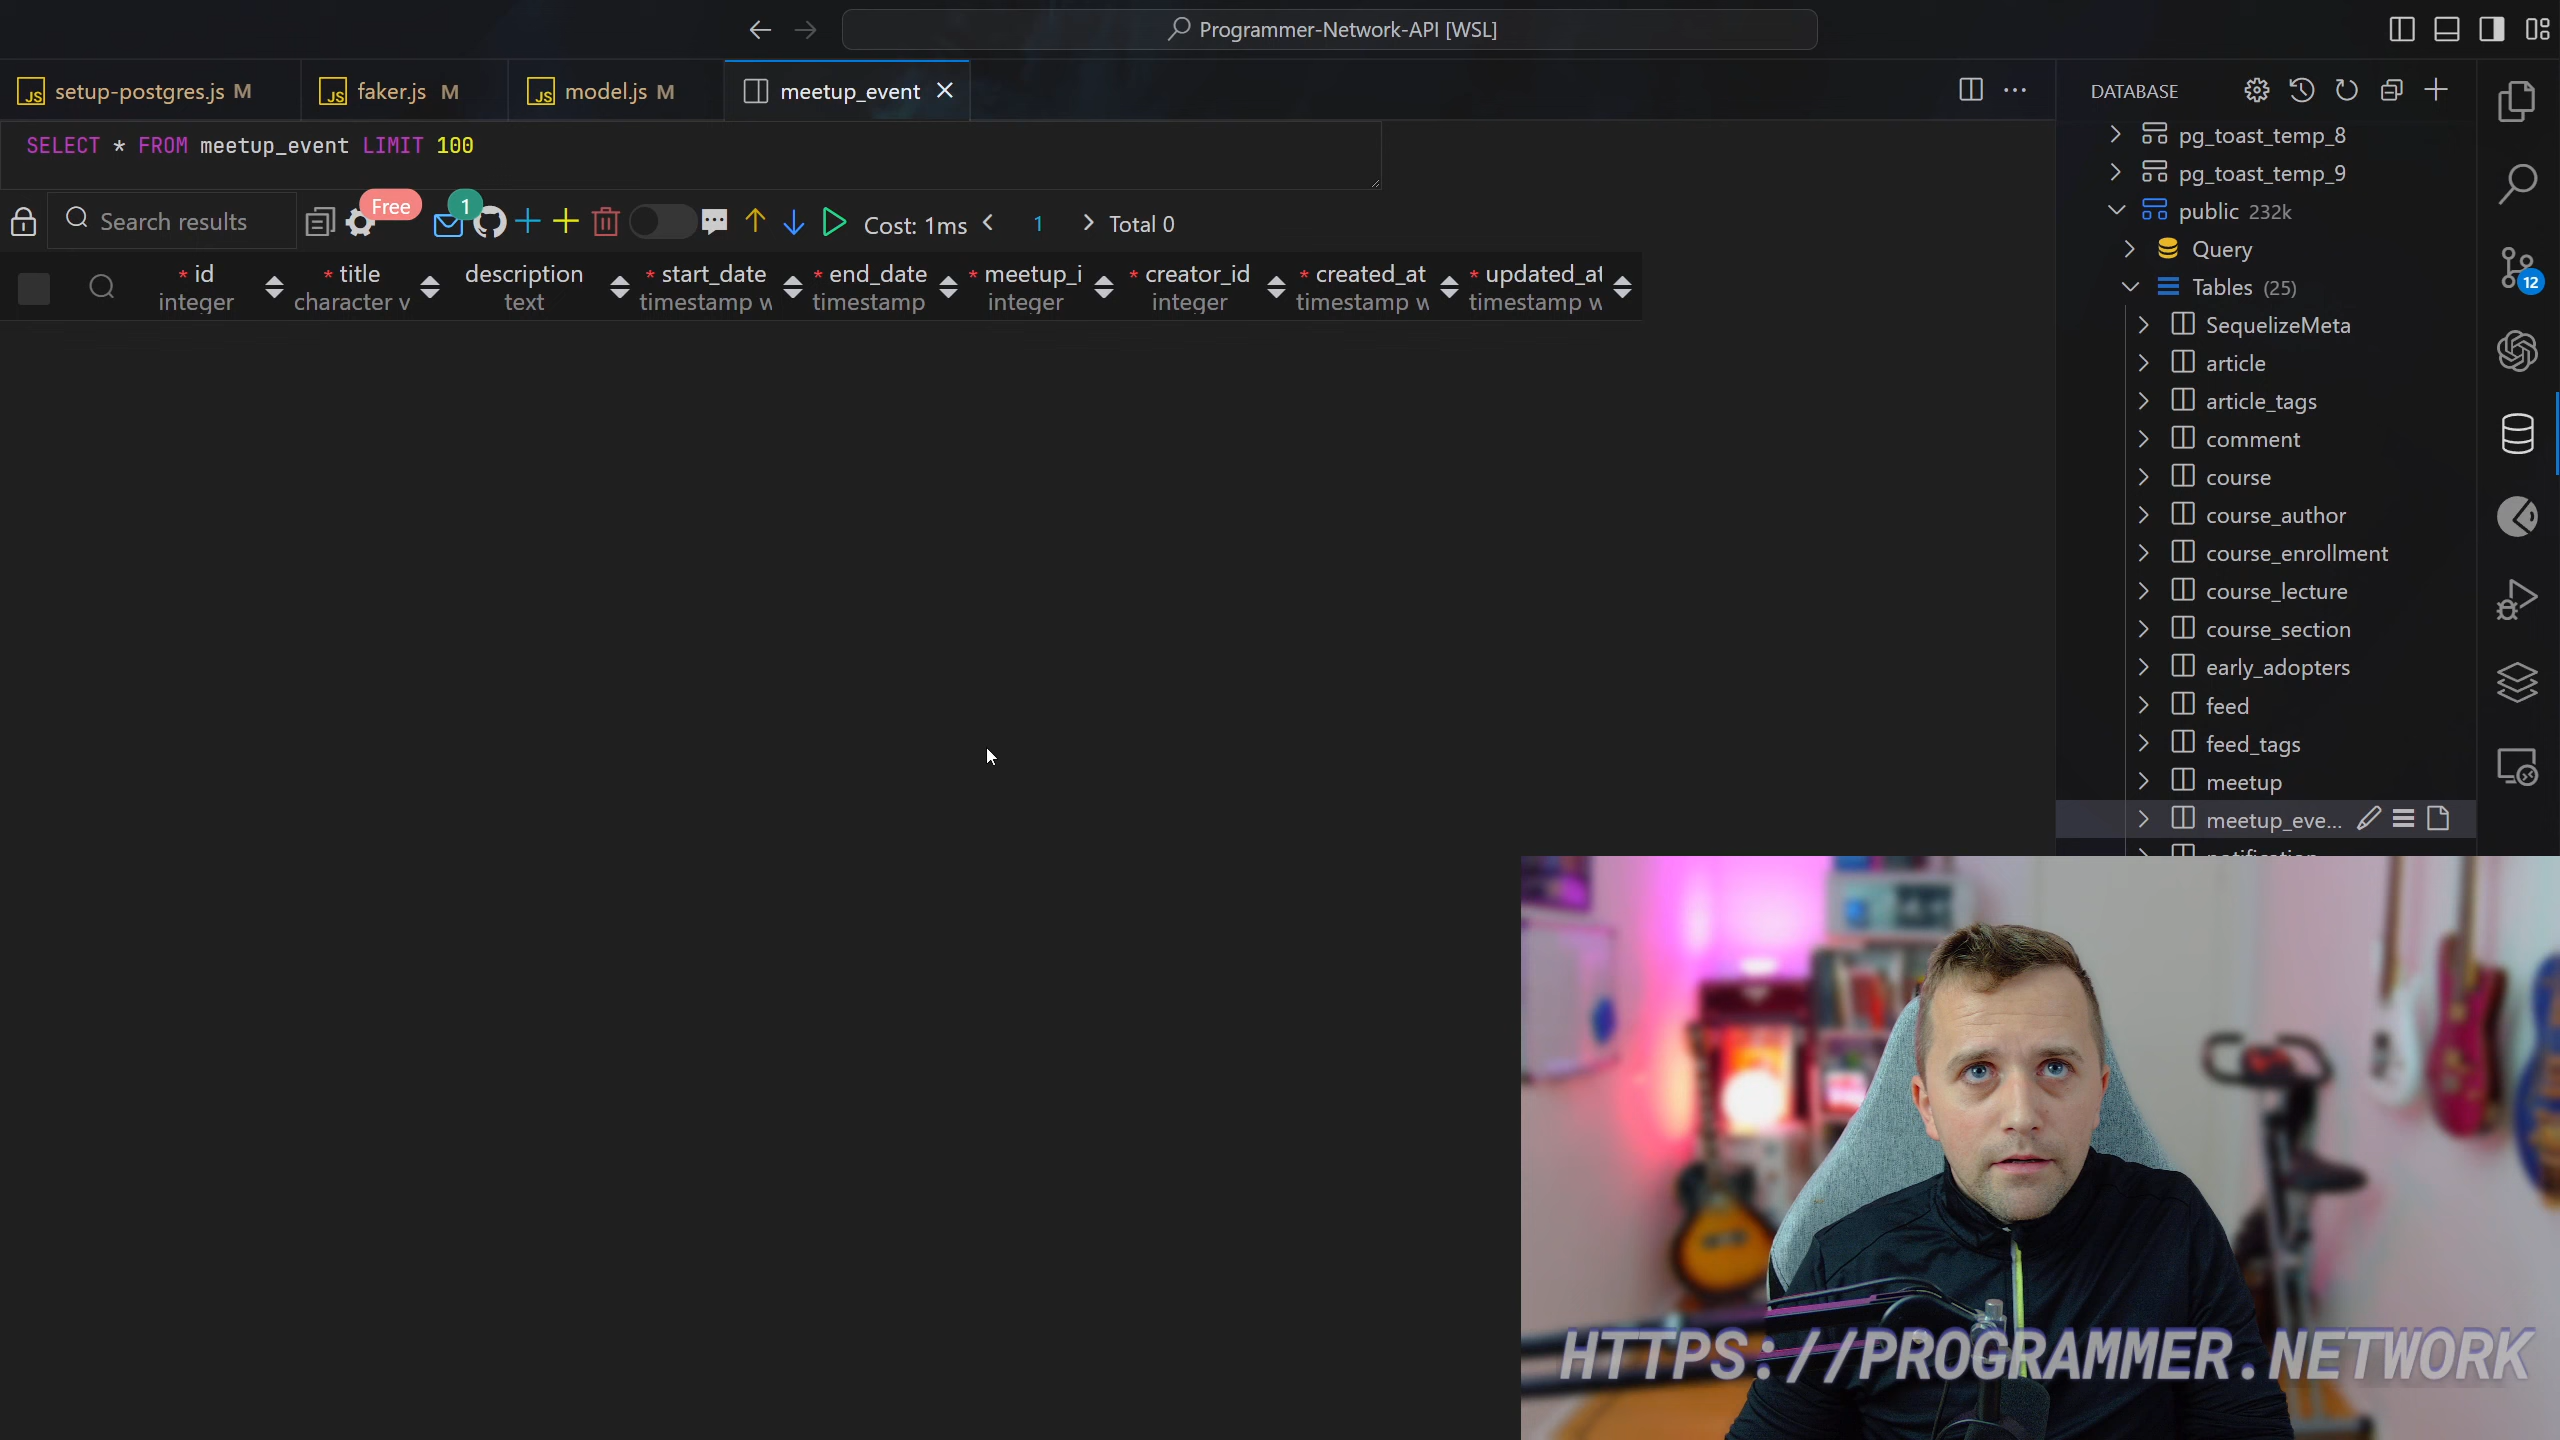 Programmer-Network-API [WSL]
setup-postgres.js M
faker.js M
model.js M
meetup_event
SELECT * FROM meetup_event LIMIT 100
Search results
Free
1
Cost: 1ms
1
Total 0
* id
integer
* title
character v
description
text
* start_date
timestamp w
* end_date
timestamp
* meetup_i
integer
* creator_id
integer
* created_at
timestamp w
* updated_at
timestamp w
DATABASE
pg_toast_temp_8
pg_toast_temp_9
public 232k
Query
Tables (25)
SequelizeMeta
article
article_tags
comment
course
course_author
course_enrollment
course_lecture
course_section
early_adopters
feed
feed_tags
meetup
meetup_eve...
12
HTTPS://PROGRAMMER.NETWORK